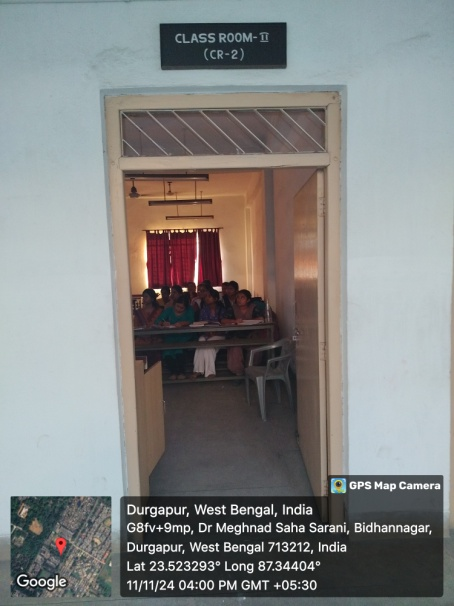 CLASS ROOM-II
(CR-2)
GPS Map Camera
Durgapur, West Bengal, India
G8fv+9mp, Dr Meghnad Saha Sarani, Bidhannagar,
Durgapur, West Bengal 713212, India
Lat 23.523293° Long 87.34404°
11/11/24 04:00 PM GMT +05:30
Google